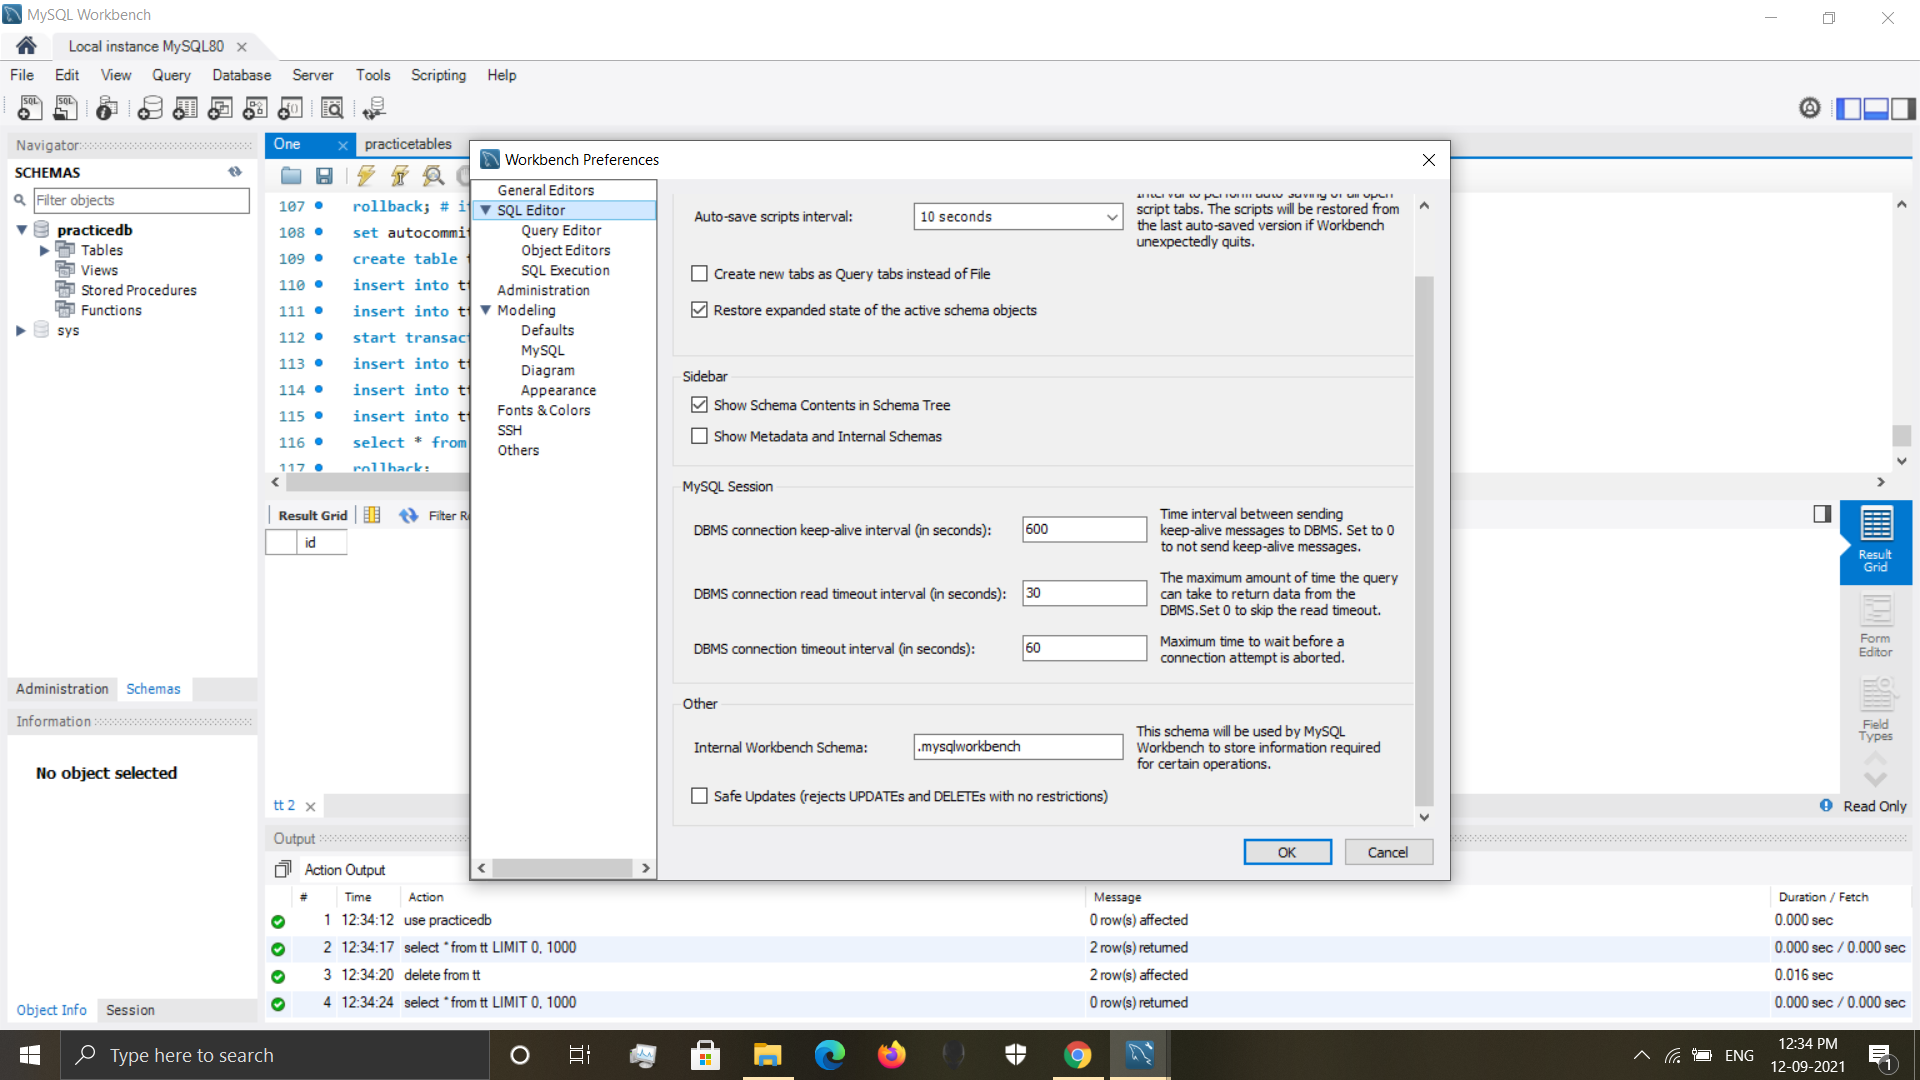 MySQL Workbench
Local instance MySQL80
File Edit View Query Database Server Tools Scripting Help
SQL SQL
Navigator
SCHEMAS
Filter objects
practicedb
Tables
Views
Stored Procedures
Functions
sys
Administration Schemas
Information
No object selected
Object Info Session
One practicetables
107 rollback; # i
108 set autocommit
109 create table
110 insert into tt
111 insert into tt
112 start transac
113 insert into tt
114 insert into tt
115 insert into tt
116 select * from
117 rollback;
Result Grid Filter R
id
tt 2
Workbench Preferences
General Editors
SQL Editor
Query Editor
Object Editors
SQL Execution
Administration
Modeling
Defaults
MySQL
Diagram
Appearance
Fonts & Colors
SSH
Others
Auto-save scripts interval: 10 seconds
Interval to perform auto-saving of all open
script tabs. The scripts will be restored from
the last auto-saved version if Workbench
unexpectedly quits.
Create new tabs as Query tabs instead of File
Restore expanded state of the active schema objects
Sidebar
Show Schema Contents in Schema Tree
Show Metadata and Internal Schemas
MySQL Session
DBMS connection keep-alive interval (in seconds): 600
Time interval between sending
keep-alive messages to DBMS. Set to 0
to not send keep-alive messages.
DBMS connection read timeout interval (in seconds): 30
The maximum amount of time the query
can take to return data from the
DBMS.Set 0 to skip the read timeout.
DBMS connection timeout interval (in seconds): 60
Maximum time to wait before a
connection attempt is aborted.
Other
Internal Workbench Schema: .mysqlworkbench
This schema will be used by MySQL
Workbench to store information required
for certain operations.
Safe Updates (rejects UPDATEs and DELETEs with no restrictions)
OK Cancel
Result
Grid
Form
Editor
Field
Types
Read Only
Output
Action Output
# Time Action Message Duration / Fetch
1 12:34:12 use practicedb 0 row(s) affected 0.000 sec
2 12:34:17 select * from tt LIMIT 0, 1000 2 row(s) returned 0.000 sec / 0.000 sec
3 12:34:20 delete from tt 2 row(s) affected 0.016 sec
4 12:34:24 select * from tt LIMIT 0, 1000 0 row(s) returned 0.000 sec / 0.000 sec
Type here to search
ENG
12:34 PM
12-09-2021
1